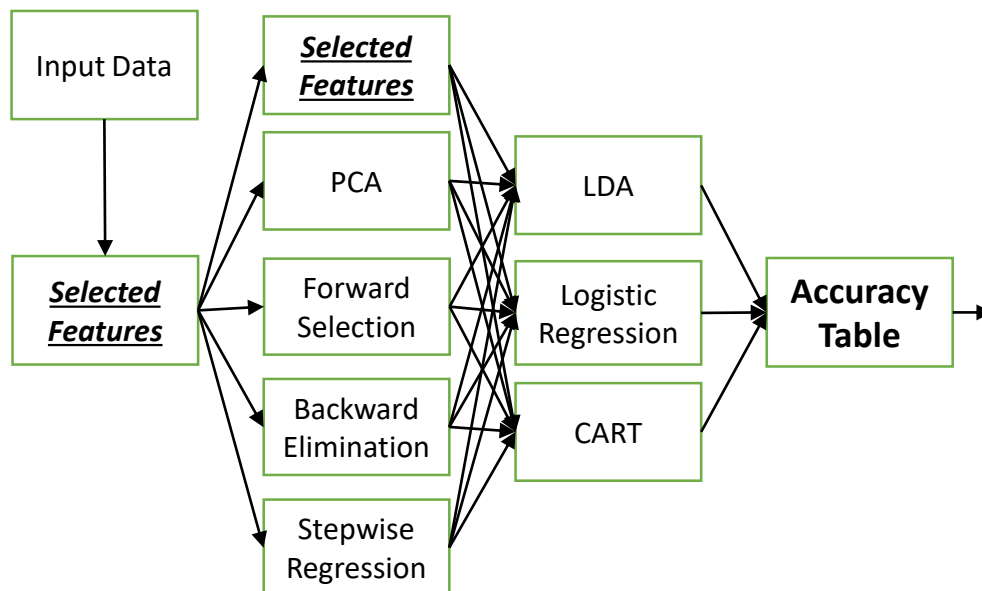 Input Data
Selected
Features
Selected
Features
PCA
Forward
Selection
Backward
Elimination
Stepwise
Regression
LDA
Logistic
Regression
CART
Accuracy
Table